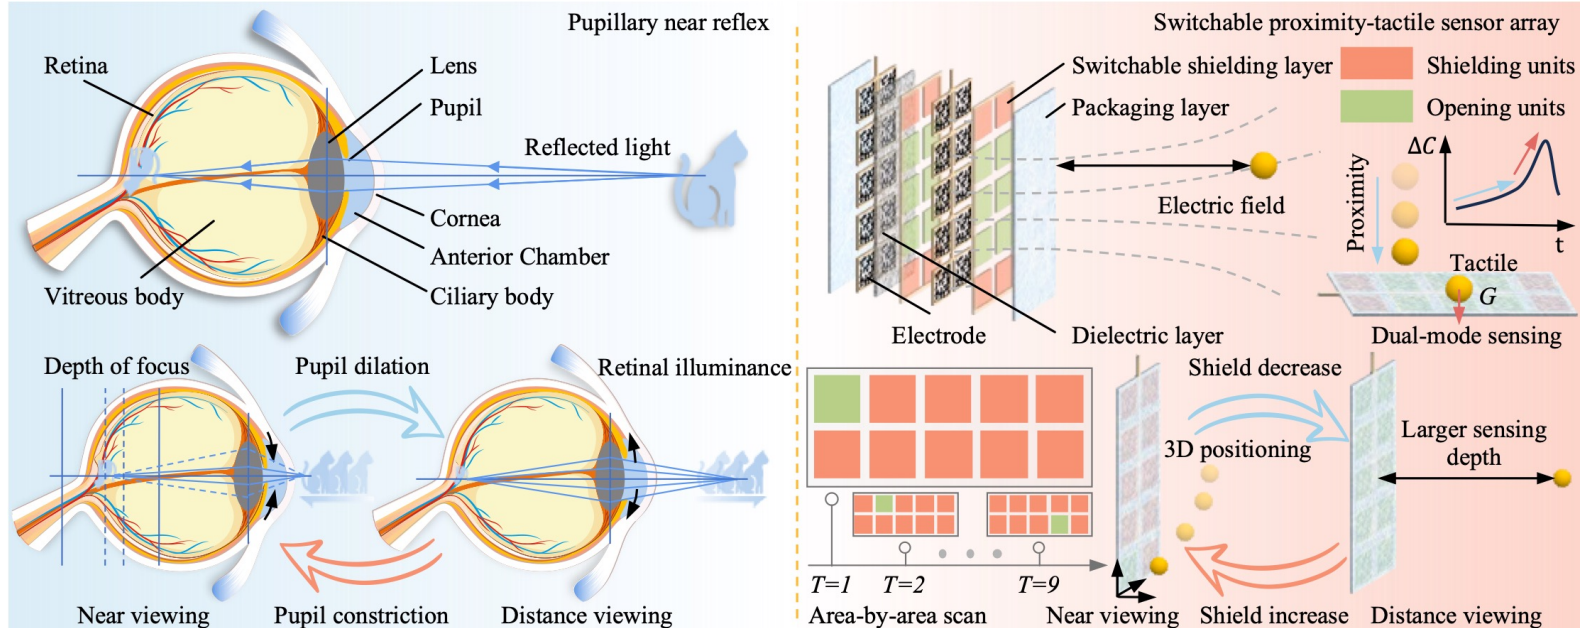 Pupillary near reflex
Retina
Lens
Pupil
Reflected light
Cornea
Anterior Chamber
Ciliary body
Vitreous body
Depth of focus
Pupil dilation
Retinal illuminance
Near viewing
Pupil constriction
Distance viewing
Switchable proximity-tactile sensor array
Switchable shielding layer
Shielding units
Packaging layer
Opening units
Electric field
Proximity
ΔC
t
Tactile
G
Electrode
Dielectric layer
Dual-mode sensing
Shield decrease
3D positioning
Larger sensing
depth
T=1
T=2
T=9
Area-by-area scan
Near viewing
Shield increase
Distance viewing